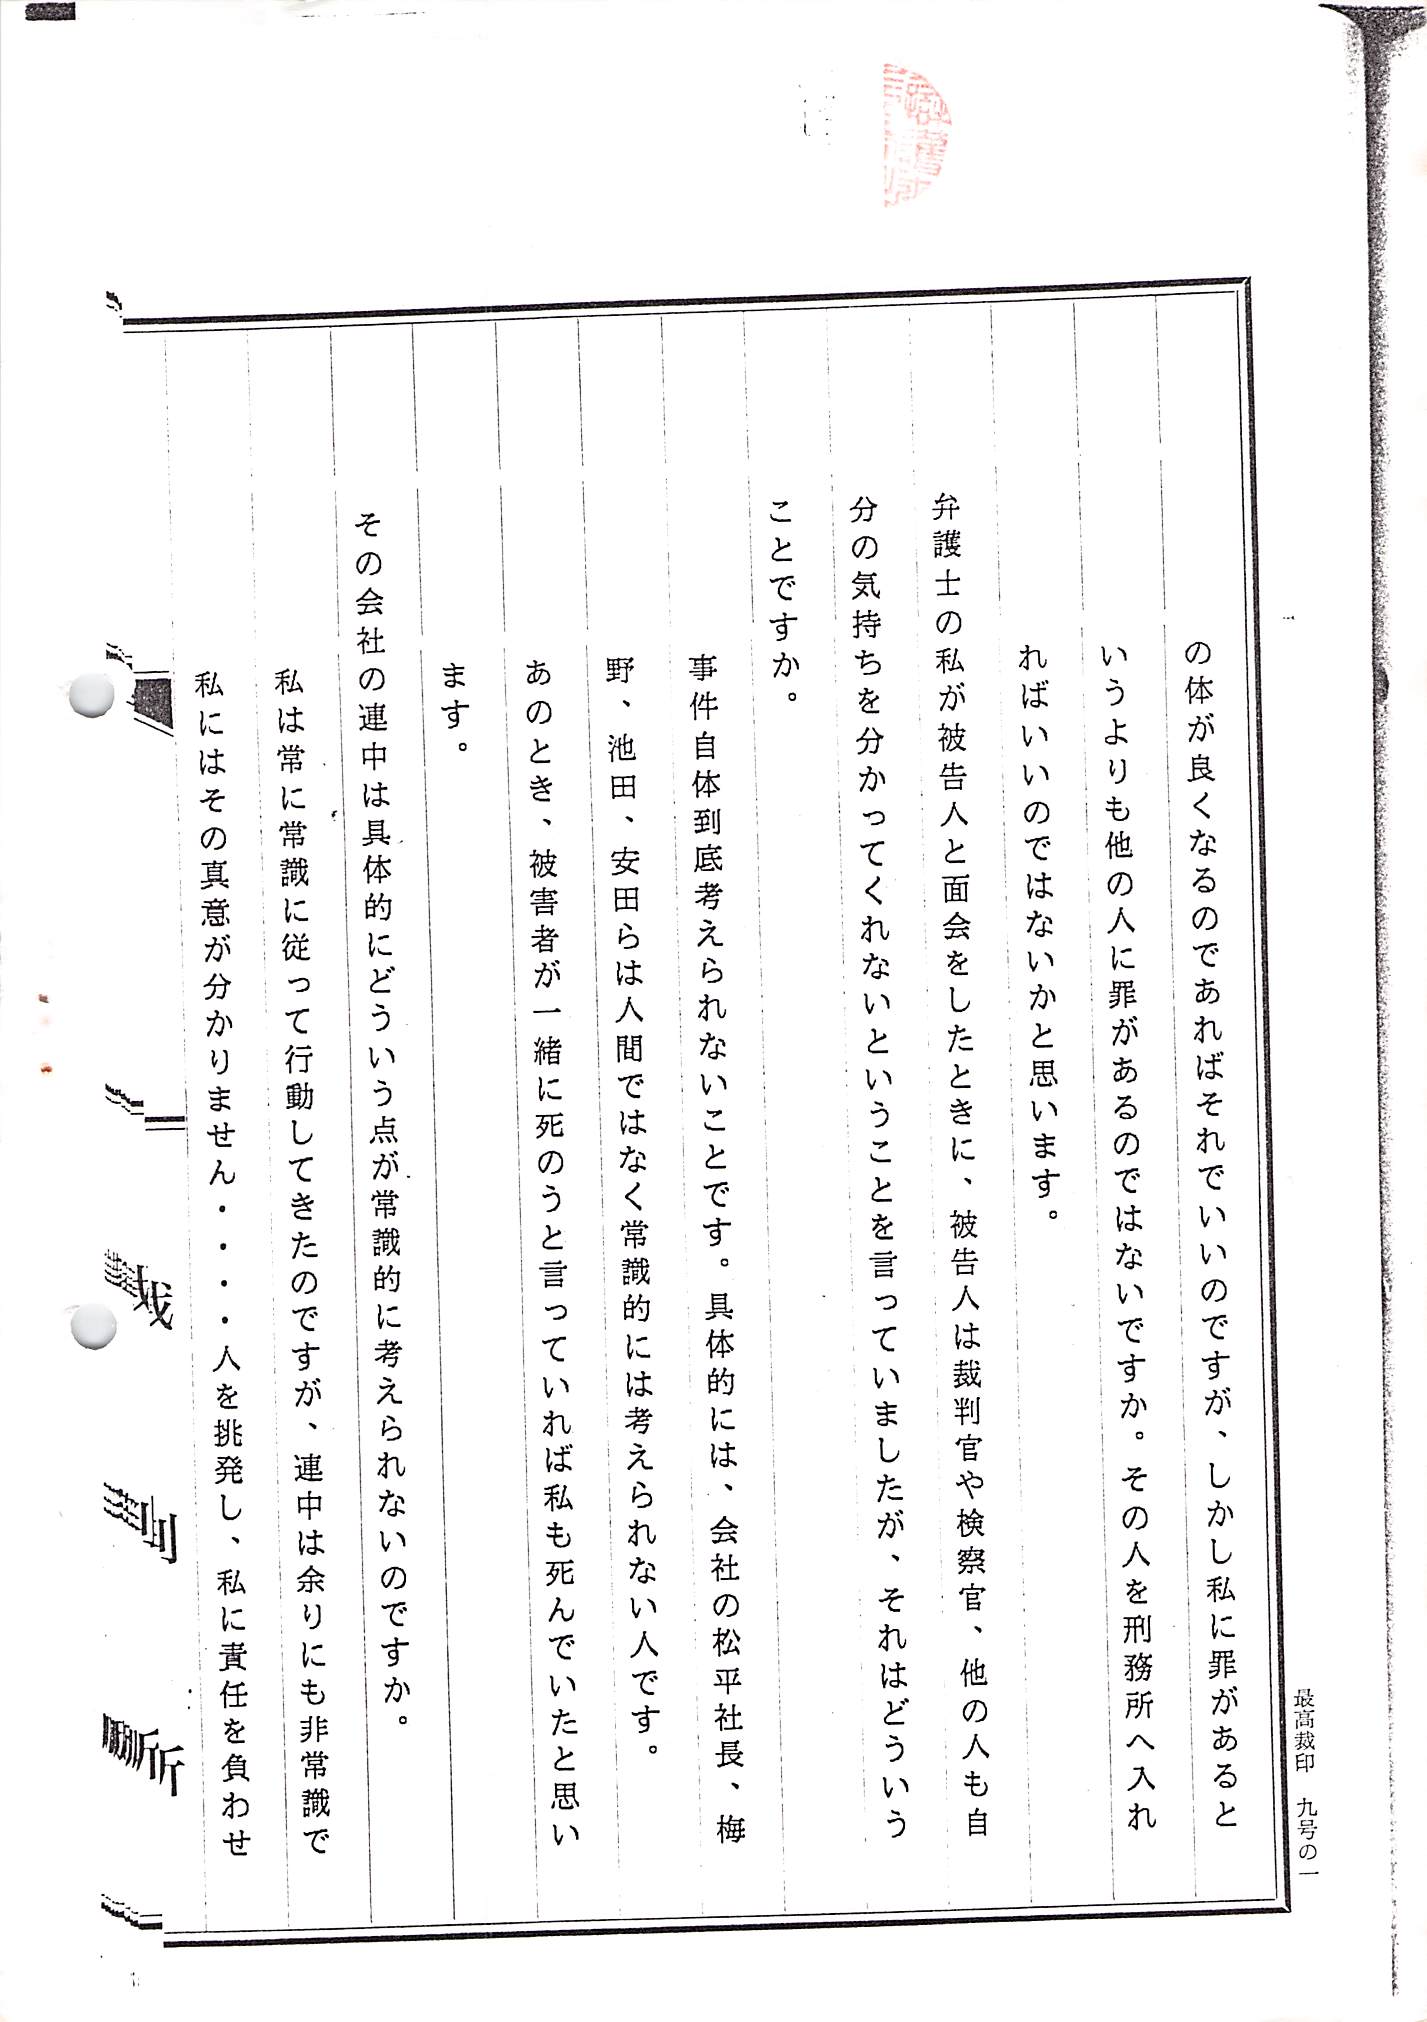 の体が良くなるのであればそれでいいのですが、しかし私に罪があると
いうよりも他の人に罪があるのではないですか。その人を刑務所へ入れ
ればいいのではないかと思います。
弁護士の私が被告人と面会をしたときに、被告人は裁判官や検察官、他の人も自
分の気持ちを分かってくれないということを言っていましたが、それはどういう
ことですか。
事件自体到底考えられないことです。具体的には、会社の松平社長、梅
野、池田、安田らは人間ではなく常識的には考えられない人です。
あのとき、被害者が一緒に死のうと言っていれば私も死んでいたと思い
ます。
その会社の連中は具体的にどういう点が常識的に考えられないのですか。
私は常に常識に従って行動してきたのですが、連中は余りにも非常識で
私にはその真意が分かりません・・・・人を挑発し、私に責任を負わせ
最高裁印 九号の一